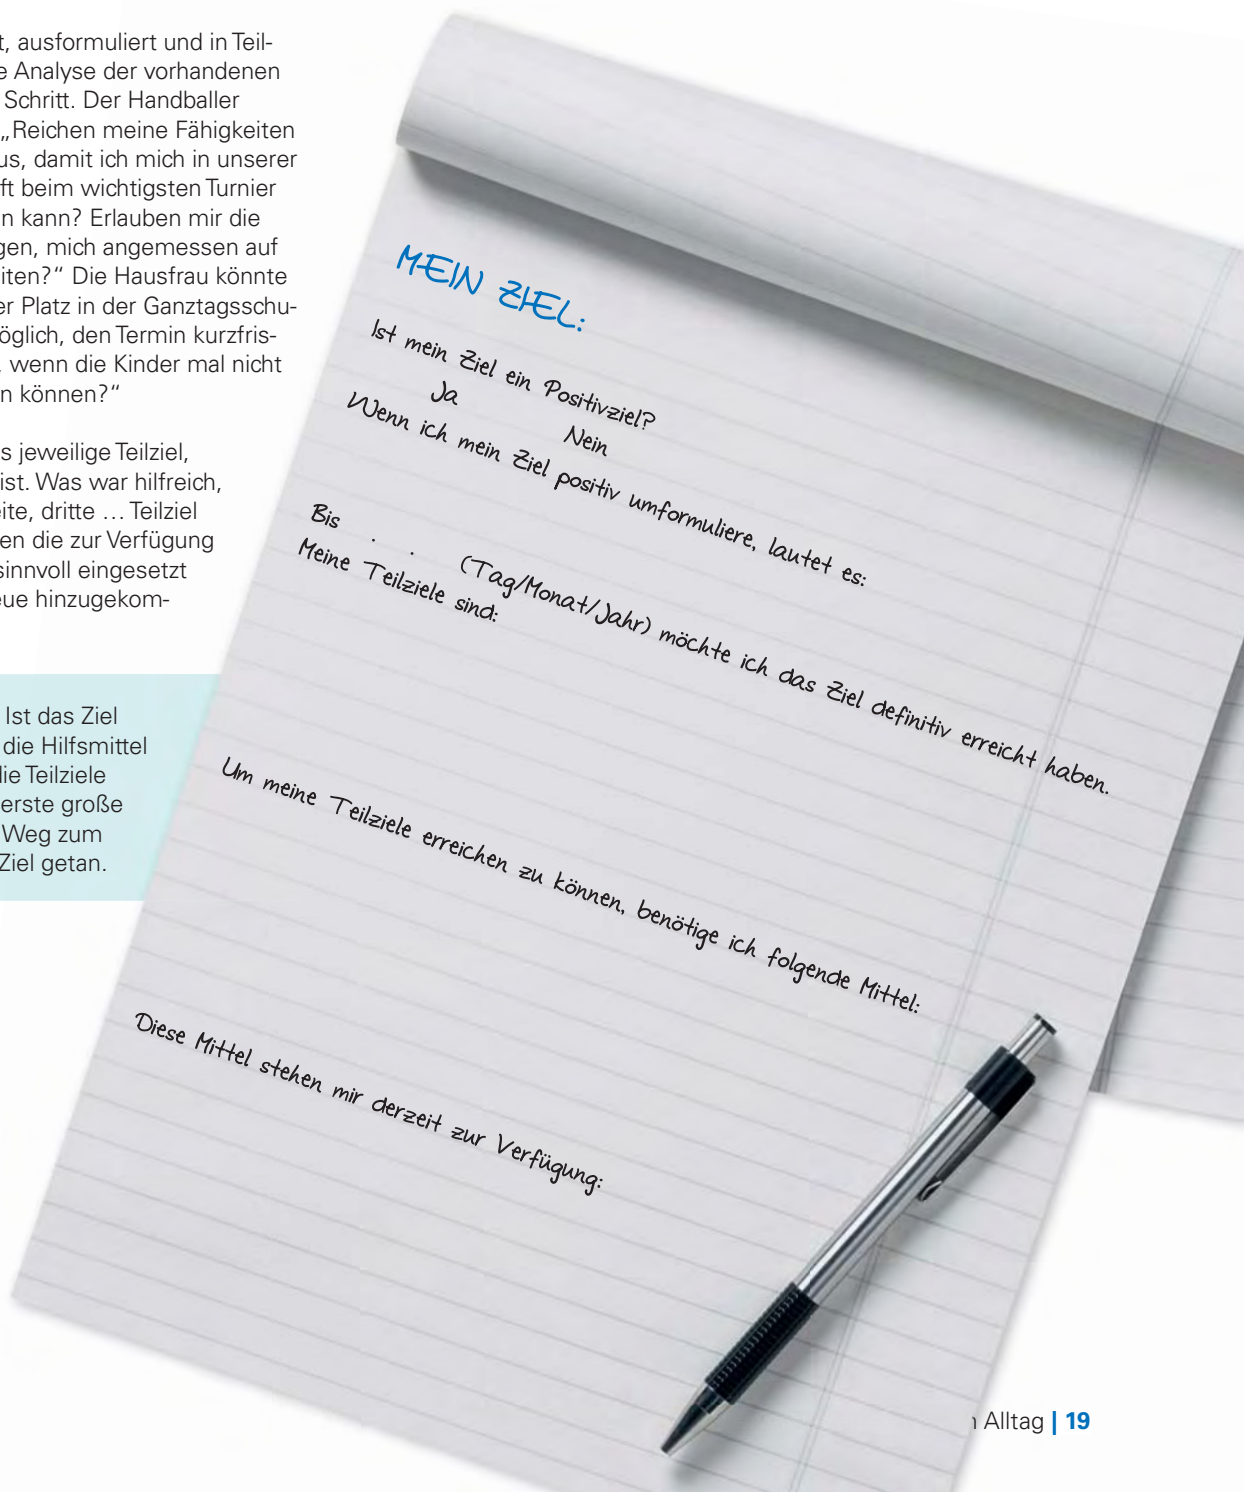 t, ausformuliert und in Teil-
e Analyse der vorhandenen
Schritt. Der Handballer
„Reichen meine Fähigkeiten
us, damit ich mich in unserer
ft beim wichtigsten Turnier
n kann? Erlauben mir die
gen, mich angemessen auf
eiten?“ Die Hausfrau könnte
er Platz in der Ganztagsschu-
öglich, den Termin kurzfris-
, wenn die Kinder mal nicht
n können?“
s jeweilige Teilziel,
ist. Was war hilfreich,
eite, dritte … Teilziel
en die zur Verfügung
sinnvoll eingesetzt
eue hinzugekom-
Ist das Ziel
die Hilfsmittel
die Teilziele
erste große
Weg zum
Ziel getan.
MEIN ZIEL:
Ist mein Ziel ein Positivziel?
Ja Nein
Wenn ich mein Ziel positiv umformuliere, lautet es:
Bis . . (Tag/Monat/Jahr) möchte ich das Ziel definitiv erreicht haben.
Meine Teilziele sind:
Um meine Teilziele erreichen zu können, benötige ich folgende Mittel:
Diese Mittel stehen mir derzeit zur Verfügung:
Alltag | 19